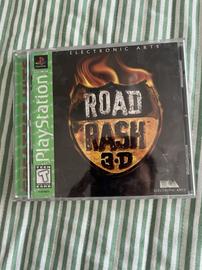 ELECTRONIC ARTS
PlayStation
ROAD
RASH
3-D
TEEN
T
ELECTRONIC ARTS